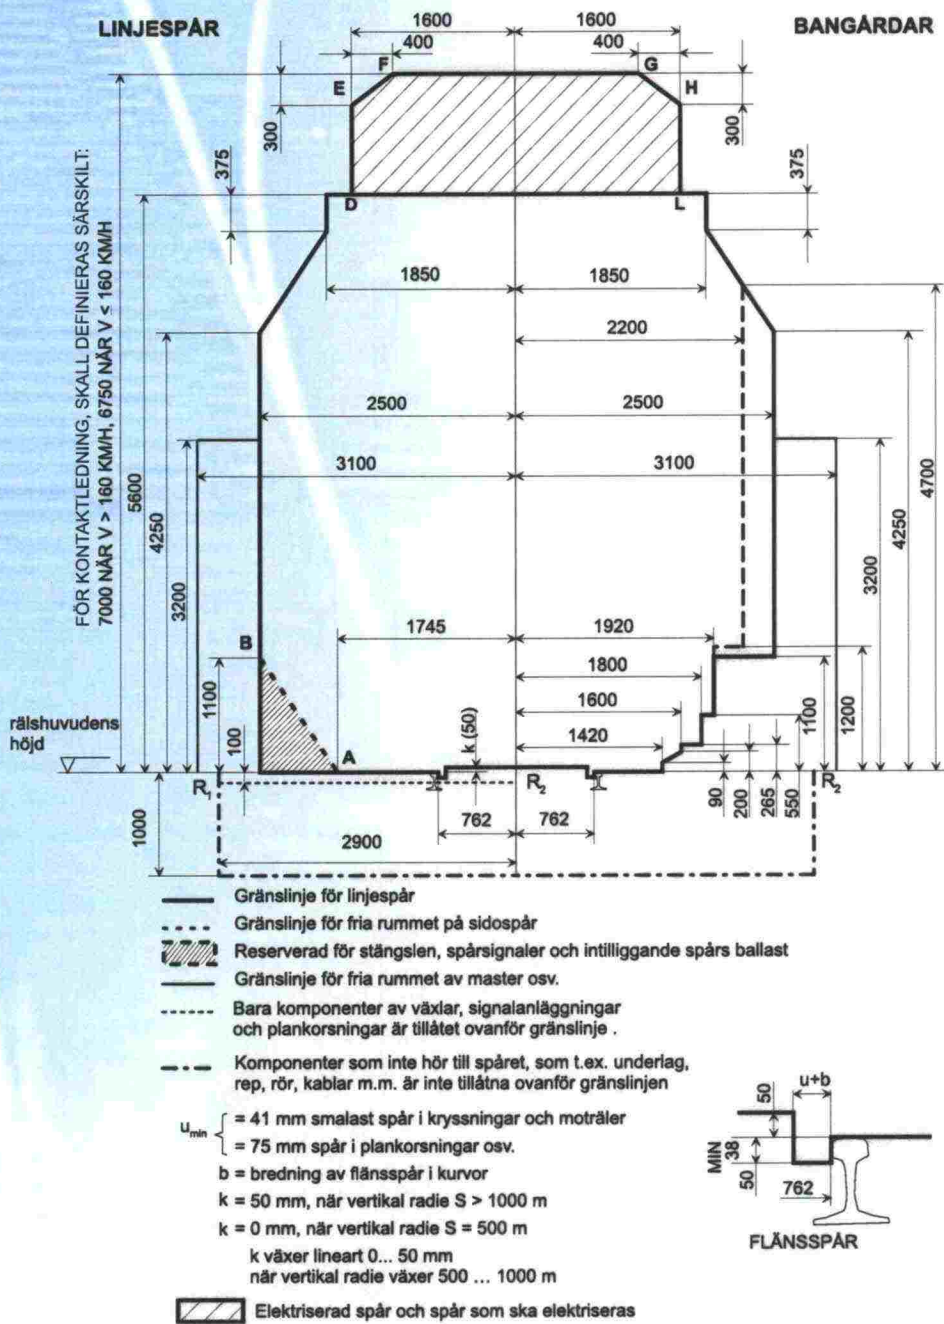 LINJESPÅR
BANGÅRDAR
1600
1600
400
400
F
G
E
H
300
300
375
375
D
L
FÖR KONTAKTLEDNING, SKALL DEFINIERAS SÄRSKILT:
7000 NÄR V > 160 KM/H, 6750 NÄR V ≤ 160 KM/H
1850
1850
2200
2500
2500
3100
3100
5600
4250
3200
4700
4250
3200
1745
1920
B
1800
1100
1600
1100
1200
rälshuvudens
höjd
100
k (50)
1420
A
R1
R2
R2
90
200
265
550
1000
762
762
2900
Gränslinje för linjespår
Gränslinje för fria rummet på sidospår
Reserverad för stängslen, spårsignaler och intilliggande spårs ballast
Gränslinje för fria rummet av master osv.
Bara komponenter av växlar, signalanläggningar
och plankorsningar är tillåtet ovanför gränslinje .
Komponenter som inte hör till spåret, som t.ex. underlag,
rep, rör, kablar m.m. är inte tillåtna ovanför gränslinjen
umin { = 41 mm smalast spår i kryssningar och moträler
= 75 mm spår i plankorsningar osv.
b = bredning av flänsspår i kurvor
k = 50 mm, när vertikal radie S > 1000 m
k = 0 mm, när vertikal radie S = 500 m
k växer lineart 0... 50 mm
när vertikal radie växer 500 ... 1000 m
Elektriserad spår och spår som ska elektriseras
u+b
50
MIN
38
50
762
FLÄNSSPÅR